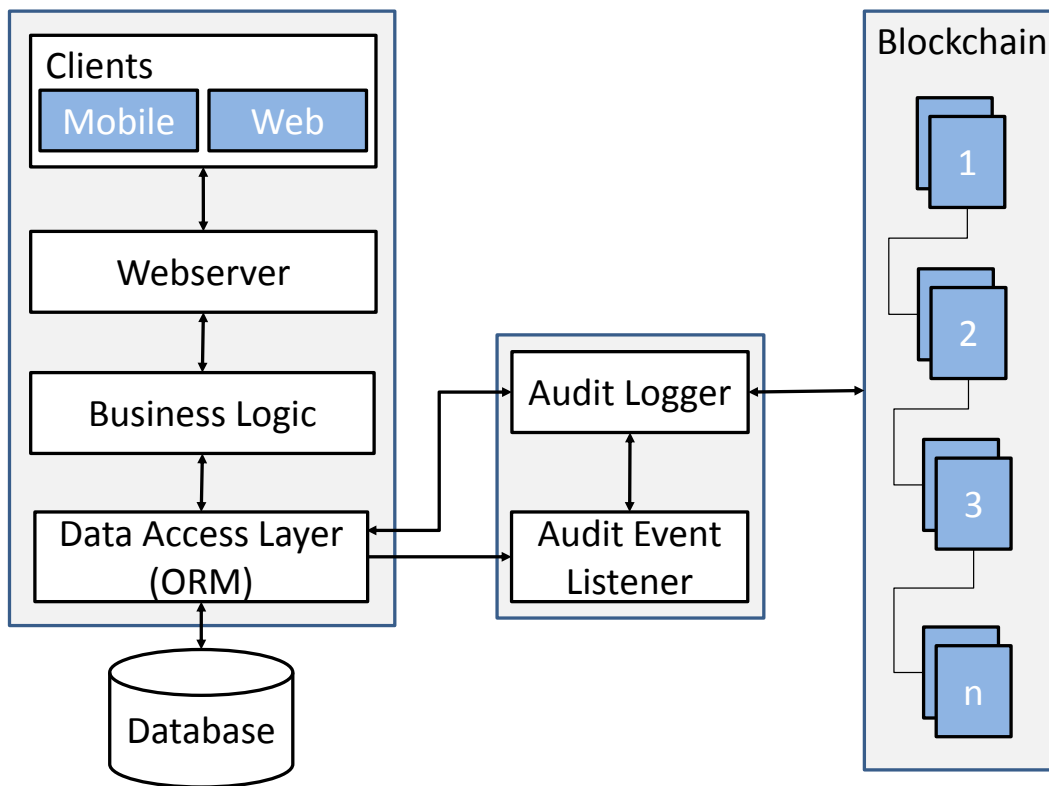 Clients
Mobile
Web
Webserver
Business Logic
Data Access Layer
(ORM)
Database
Audit Logger
Audit Event
Listener
Blockchain
1
2
3
n